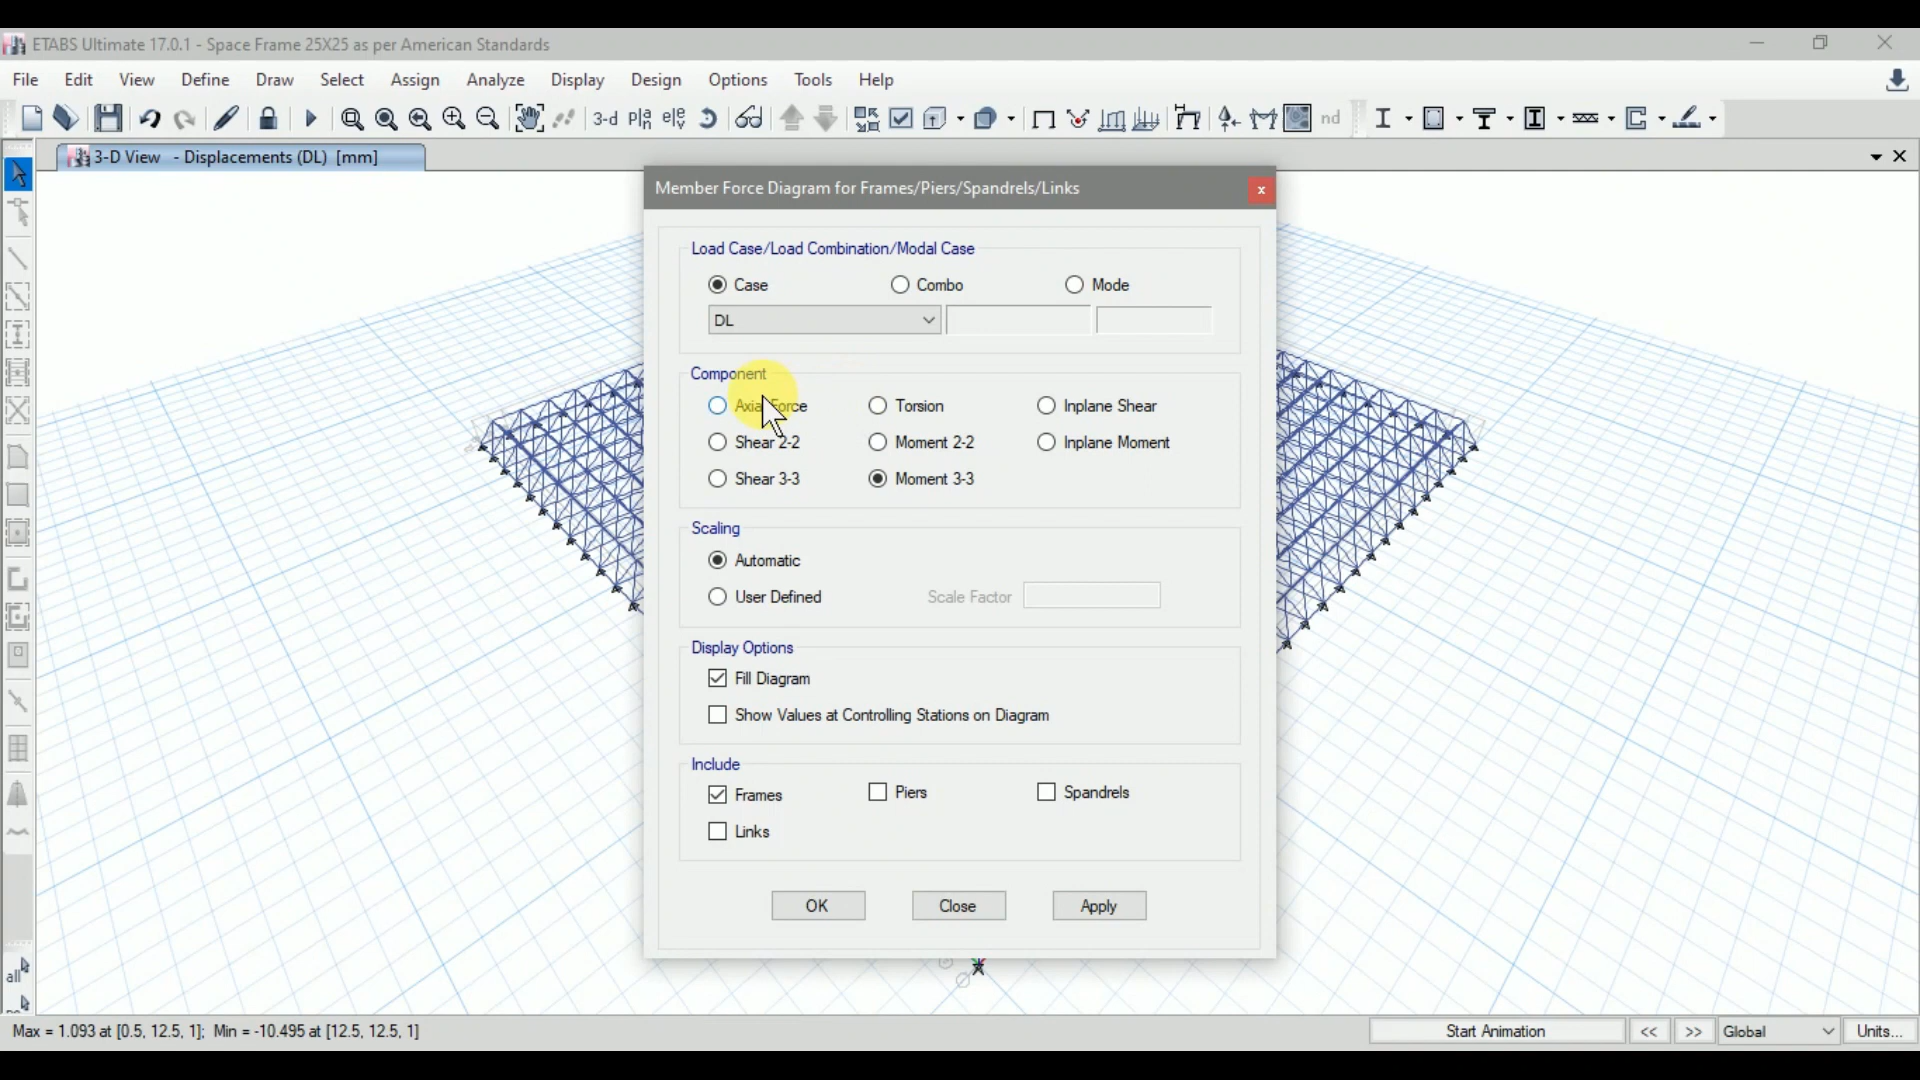 ETABS Ultimate 17.0.1 - Space Frame 25X25 as per American Standards
File Edit View Define Draw Select Assign Analyze Display Design Options Tools Help
3-d pla ele nd
3-D View - Displacements (DL) [mm]
Member Force Diagram for Frames/Piers/Spandrels/Links
x
Load Case/Load Combination/Modal Case
Case Combo Mode
DL
Component
Axial Force Torsion Inplane Shear
Shear 2-2 Moment 2-2 Inplane Moment
Shear 3-3 Moment 3-3
Scaling
Automatic
User Defined Scale Factor
Display Options
Fill Diagram
Show Values at Controlling Stations on Diagram
Include
Frames Piers Spandrels
Links
OK Close Apply
all
Max = 1.093 at [0.5, 12.5, 1]; Min = -10.495 at [12.5, 12.5, 1]
Start Animation << >> Global Units...